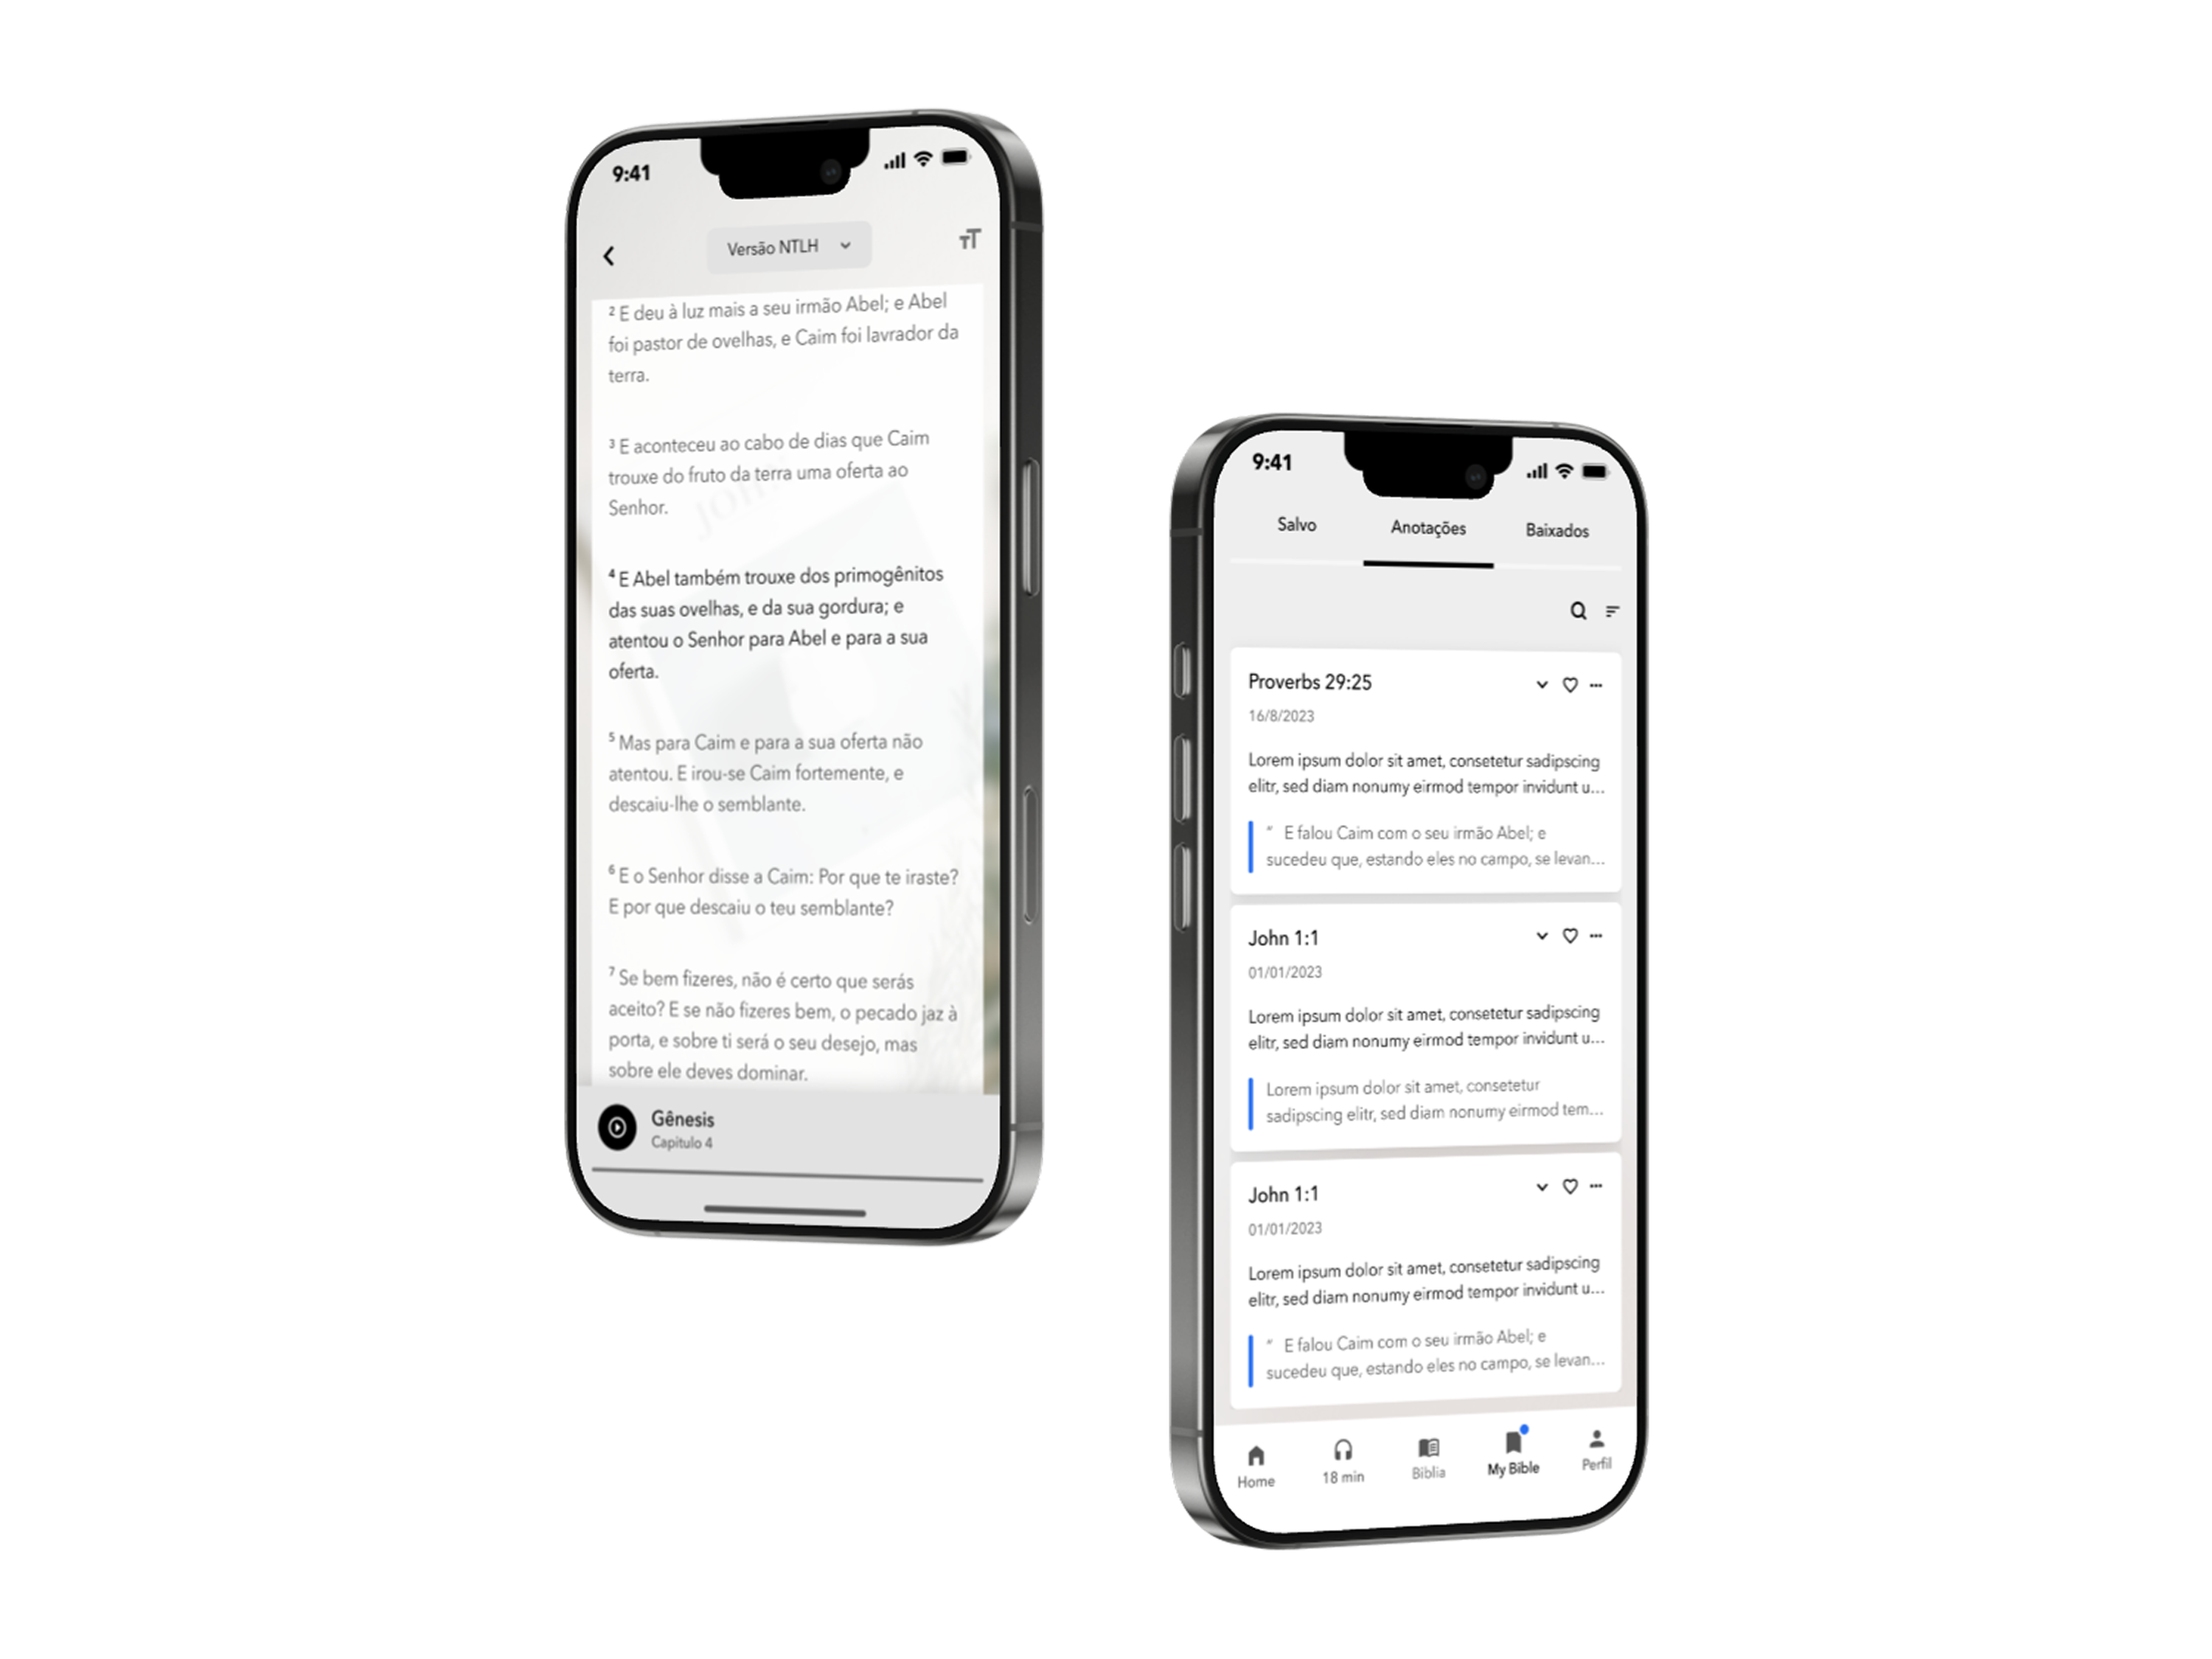 9:41
Versão NTLH
TT
2 E deu à luz mais a seu irmão Abel; e Abel
foi pastor de ovelhas, e Caim foi lavrador da
terra.
3 E aconteceu ao cabo de dias que Caim
trouxe do fruto da terra uma oferta ao
Senhor.
4 E Abel também trouxe dos primogênitos
das suas ovelhas, e da sua gordura; e
atentou o Senhor para Abel e para a sua
oferta.
5 Mas para Caim e para a sua oferta não
atentou. E irou-se Caim fortemente, e
descaiu-lhe o semblante.
6 E o Senhor disse a Caim: Por que te iraste?
E por que descaiu o teu semblante?
7 Se bem fizeres, não é certo que serás
aceito? E se não fizeres bem, o pecado jaz à
porta, e sobre ti será o seu desejo, mas
sobre ele deves dominar.
Gênesis
Capitulo 4
9:41
Salvo Anotações Baixados
Proverbs 29:25
16/8/2023
Lorem ipsum dolor sit amet, consetetur sadipscing
elitr, sed diam nonumy eirmod tempor invidunt u...
" E falou Caim com o seu irmão Abel; e
sucedeu que, estando eles no campo, se levan...
John 1:1
01/01/2023
Lorem ipsum dolor sit amet, consetetur sadipscing
elitr, sed diam nonumy eirmod tempor invidunt u...
Lorem ipsum dolor sit amet, consetetur
sadipscing elitr, sed diam nonumy eirmod tem...
John 1:1
01/01/2023
Lorem ipsum dolor sit amet, consetetur sadipscing
elitr, sed diam nonumy eirmod tempor invidunt u...
" E falou Caim com o seu irmão Abel; e
sucedeu que, estando eles no campo, se levan...
Home 18 min Biblia My Bible Perfil